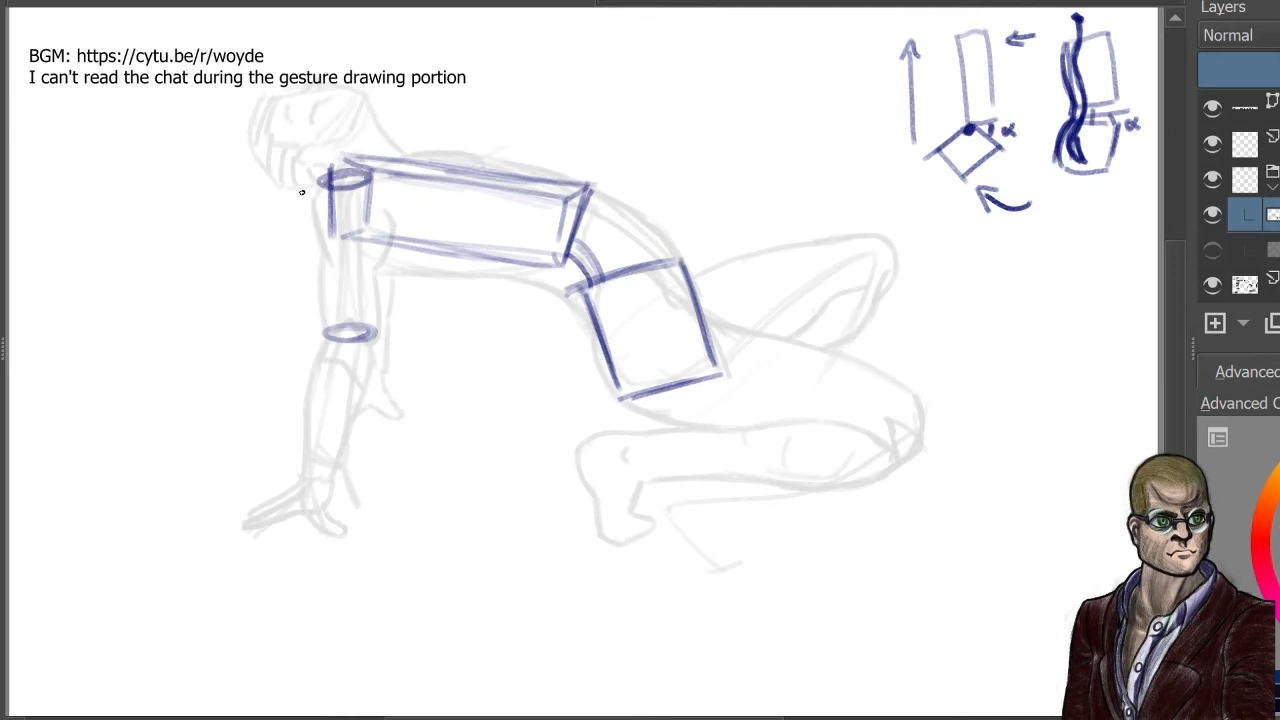 BGM: https://cytu.be/r/woyde
I can't read the chat during the gesture drawing portion
Layers
Normal
α
α
Advanced
Advanced C